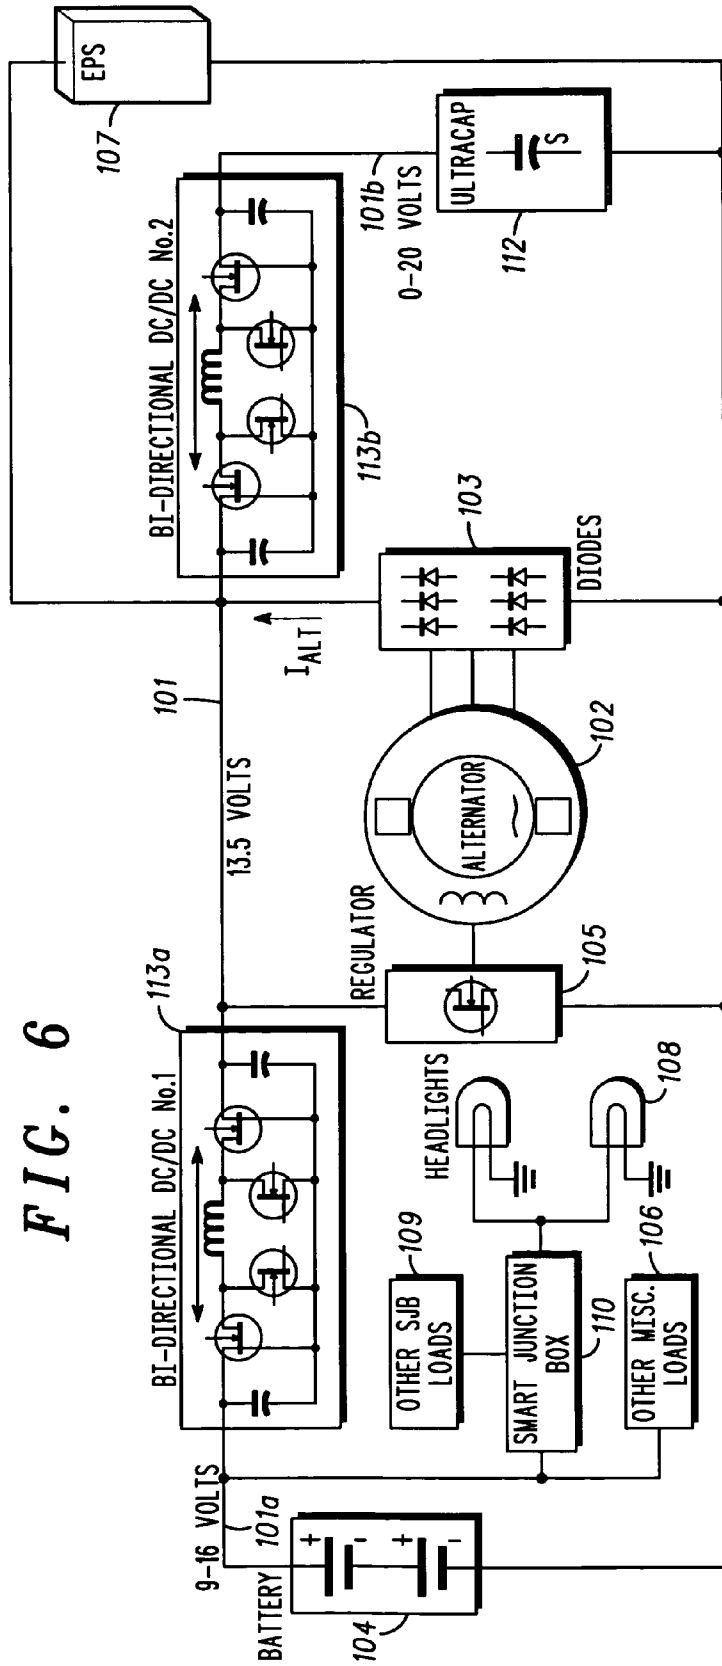 FIG. 6
BATTERY
104
9-16 VOLTS
101a
BI-DIRECTIONAL DC/DC No.1
113a
13.5 VOLTS
101
BI-DIRECTIONAL DC/DC No.2
113b
EPS
107
+
-
+
-
OTHER SJB
LOADS
109
SMART JUNCTION
BOX
110
OTHER MISC.
LOADS
106
HEADLIGHTS
108
REGULATOR
105
ALTERNATOR
102
IALT
103
DIODES
0-20 VOLTS
101b
ULTRACAP
S
112